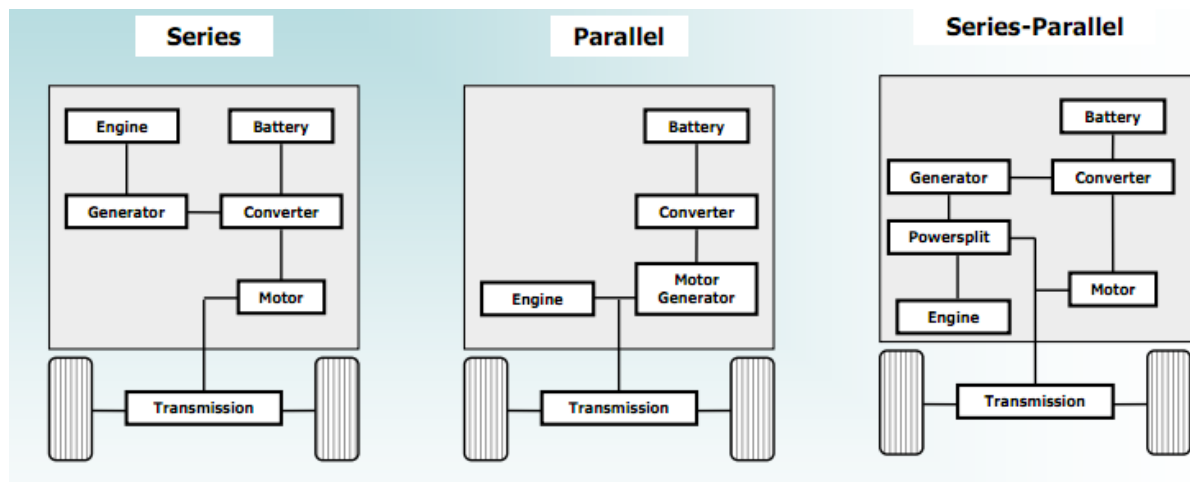 Series
Engine
Battery
Generator
Converter
Motor
Transmission
Parallel
Battery
Converter
Engine
Motor
Generator
Transmission
Series-Parallel
Battery
Generator
Converter
Powersplit
Motor
Engine
Transmission